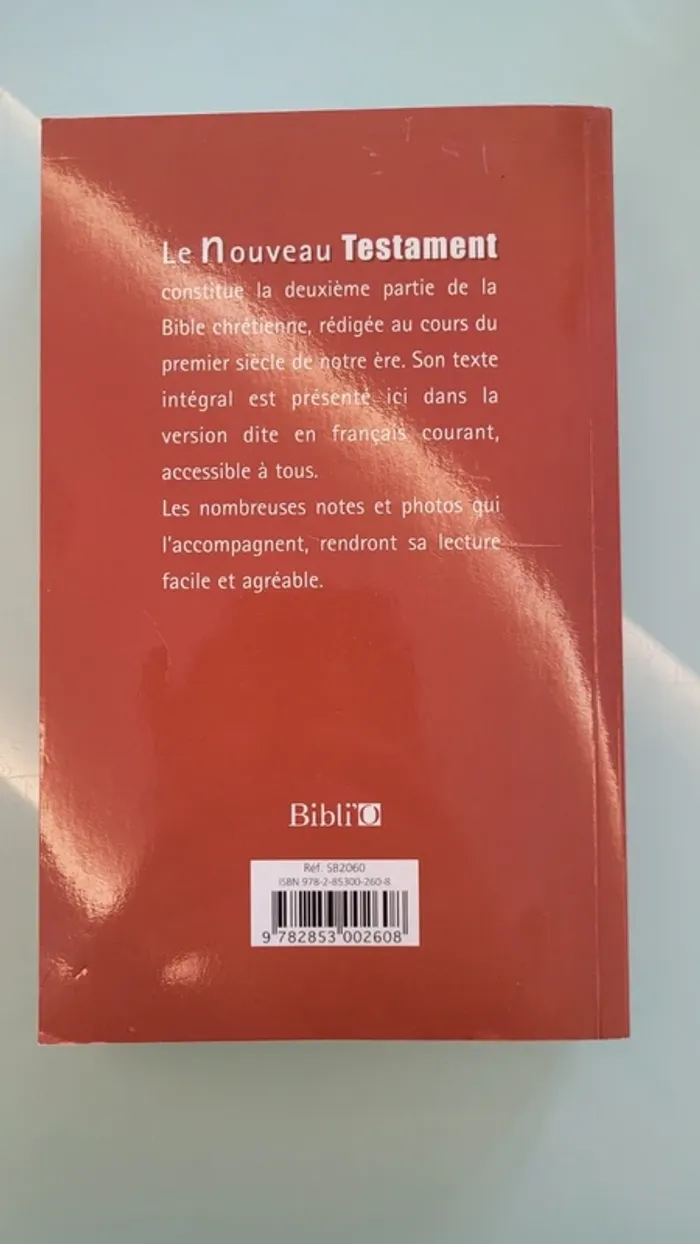 Le nouveau Testament
constitue la deuxième partie de la
Bible chrétienne, rédigée au cours du
premier siècle de notre ère. Son texte
intégral est présenté ici dans la
version dite en français courant,
accessible à tous.
Les nombreuses notes et photos qui
l'accompagnent, rendront sa lecture
facile et agréable.
Bibli'O
Réf. SB2060
ISBN 978-2-85300-260-8
9 782853 002608